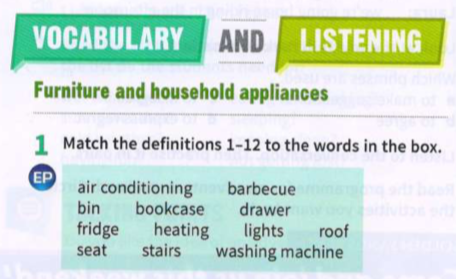 VOCABULARY AND LISTENING
Furniture and household appliances
1 Match the definitions 1–12 to the words in the box.
EP
air conditioning barbecue
bin bookcase drawer
fridge heating lights roof
seat stairs washing machine